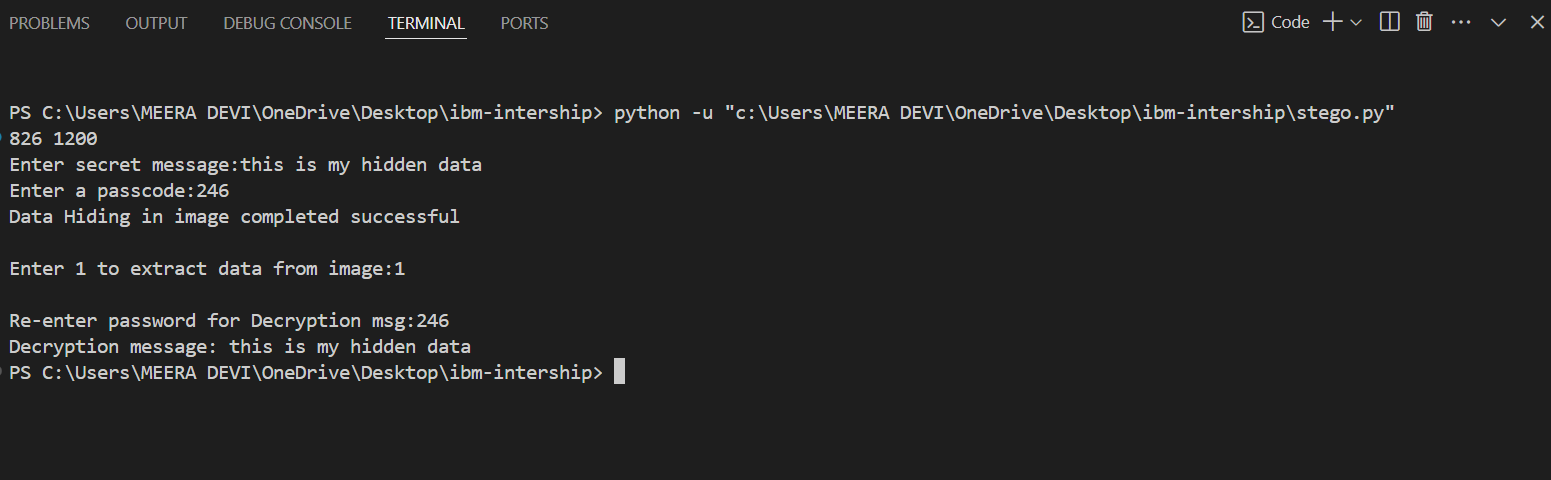 PROBLEMS OUTPUT DEBUG CONSOLE TERMINAL PORTS Code
PS C:\Users\MEERA DEVI\OneDrive\Desktop\ibm-intership> python -u "c:\Users\MEERA DEVI\OneDrive\Desktop\ibm-intership\stego.py"
826 1200
Enter secret message:this is my hidden data
Enter a passcode:246
Data Hiding in image completed successful
Enter 1 to extract data from image:1
Re-enter password for Decryption msg:246
Decryption message: this is my hidden data
PS C:\Users\MEERA DEVI\OneDrive\Desktop\ibm-intership>